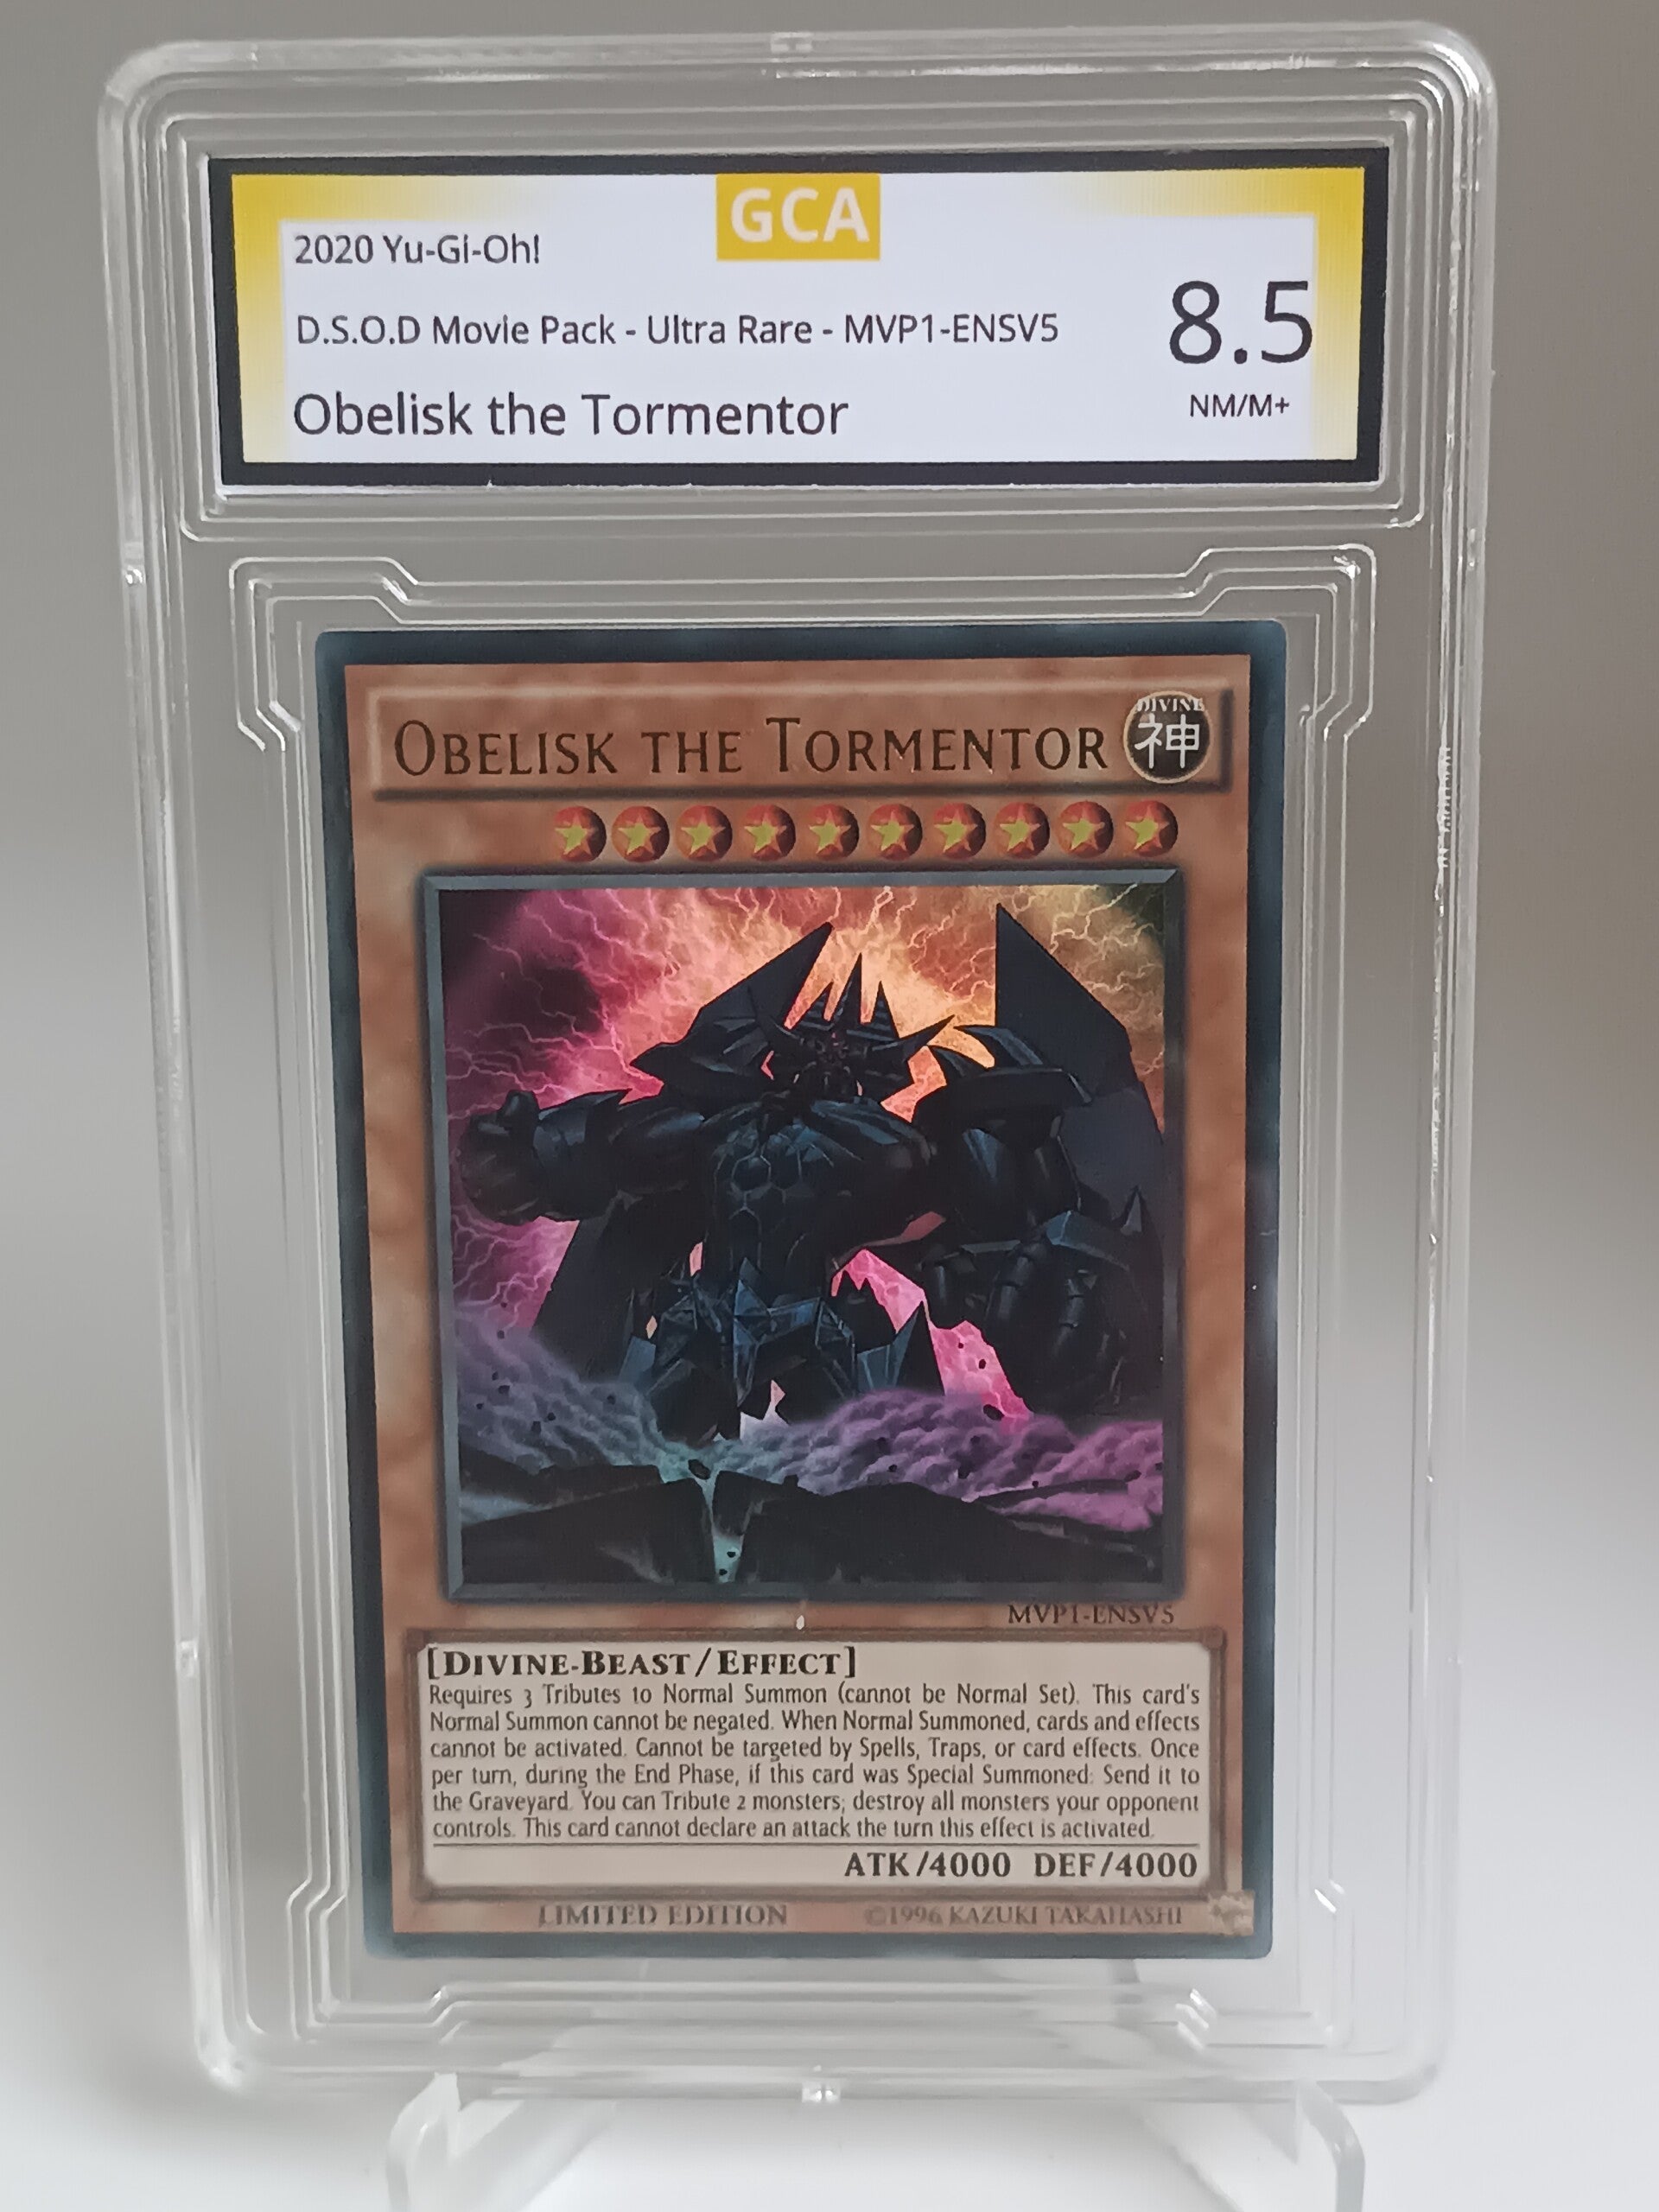 GCA
2020 Yu-Gi-Oh!
D.S.O.D Movie Pack - Ultra Rare - MVP1-ENSV5
8.5
Obelisk the Tormentor
NM/M+
OBELISK THE TORMENTOR
DIVINE
神
MVP1-ENSV5
[DIVINE-BEAST/EFFECT]
Requires 3 Tributes to Normal Summon (cannot be Normal Set). This card's
Normal Summon cannot be negated. When Normal Summoned, cards and effects
cannot be activated. Cannot be targeted by Spells, Traps, or card effects. Once
per turn, during the End Phase, if this card was Special Summoned: Send it to
the Graveyard. You can Tribute 2 monsters; destroy all monsters your opponent
controls. This card cannot declare an attack the turn this effect is activated.
ATK/4000 DEF/4000
LIMITED EDITION ©1996 KAZUKI TAKAHASHI